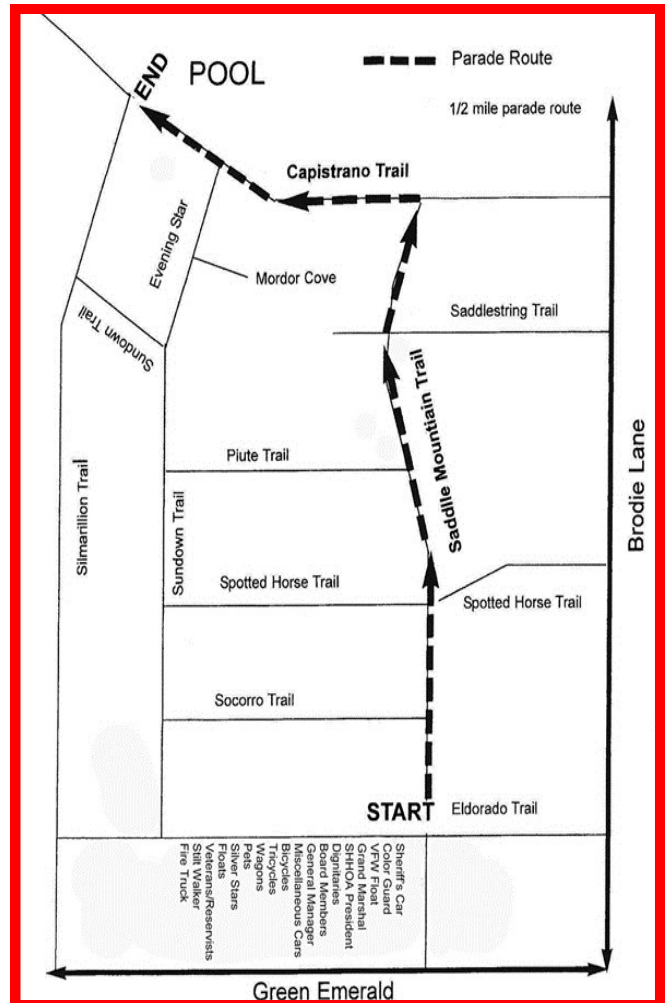 END
POOL
Parade Route
1/2 mile parade route
Capistrano Trail
Evening Star
Mordor Cove
Saddlestring Trail
Sundown Trail
Saddle Mountain Trail
Piute Trail
Brodie Lane
Silmarillion Trail
Sundown Trail
Spotted Horse Trail
Spotted Horse Trail
Socorro Trail
START
Eldorado Trail
Sheriff's Car
Color Guard
VFW Float
Grand Marshal
SHHOA President
Dignitaries
Board Members
General Manager
Miscellaneous Cars
Bicycles
Tricycles
Wagons
Pets
Silver Stars
Floats
Veterans/Reservists
Stilt Walker
Fire Truck
Green Emerald